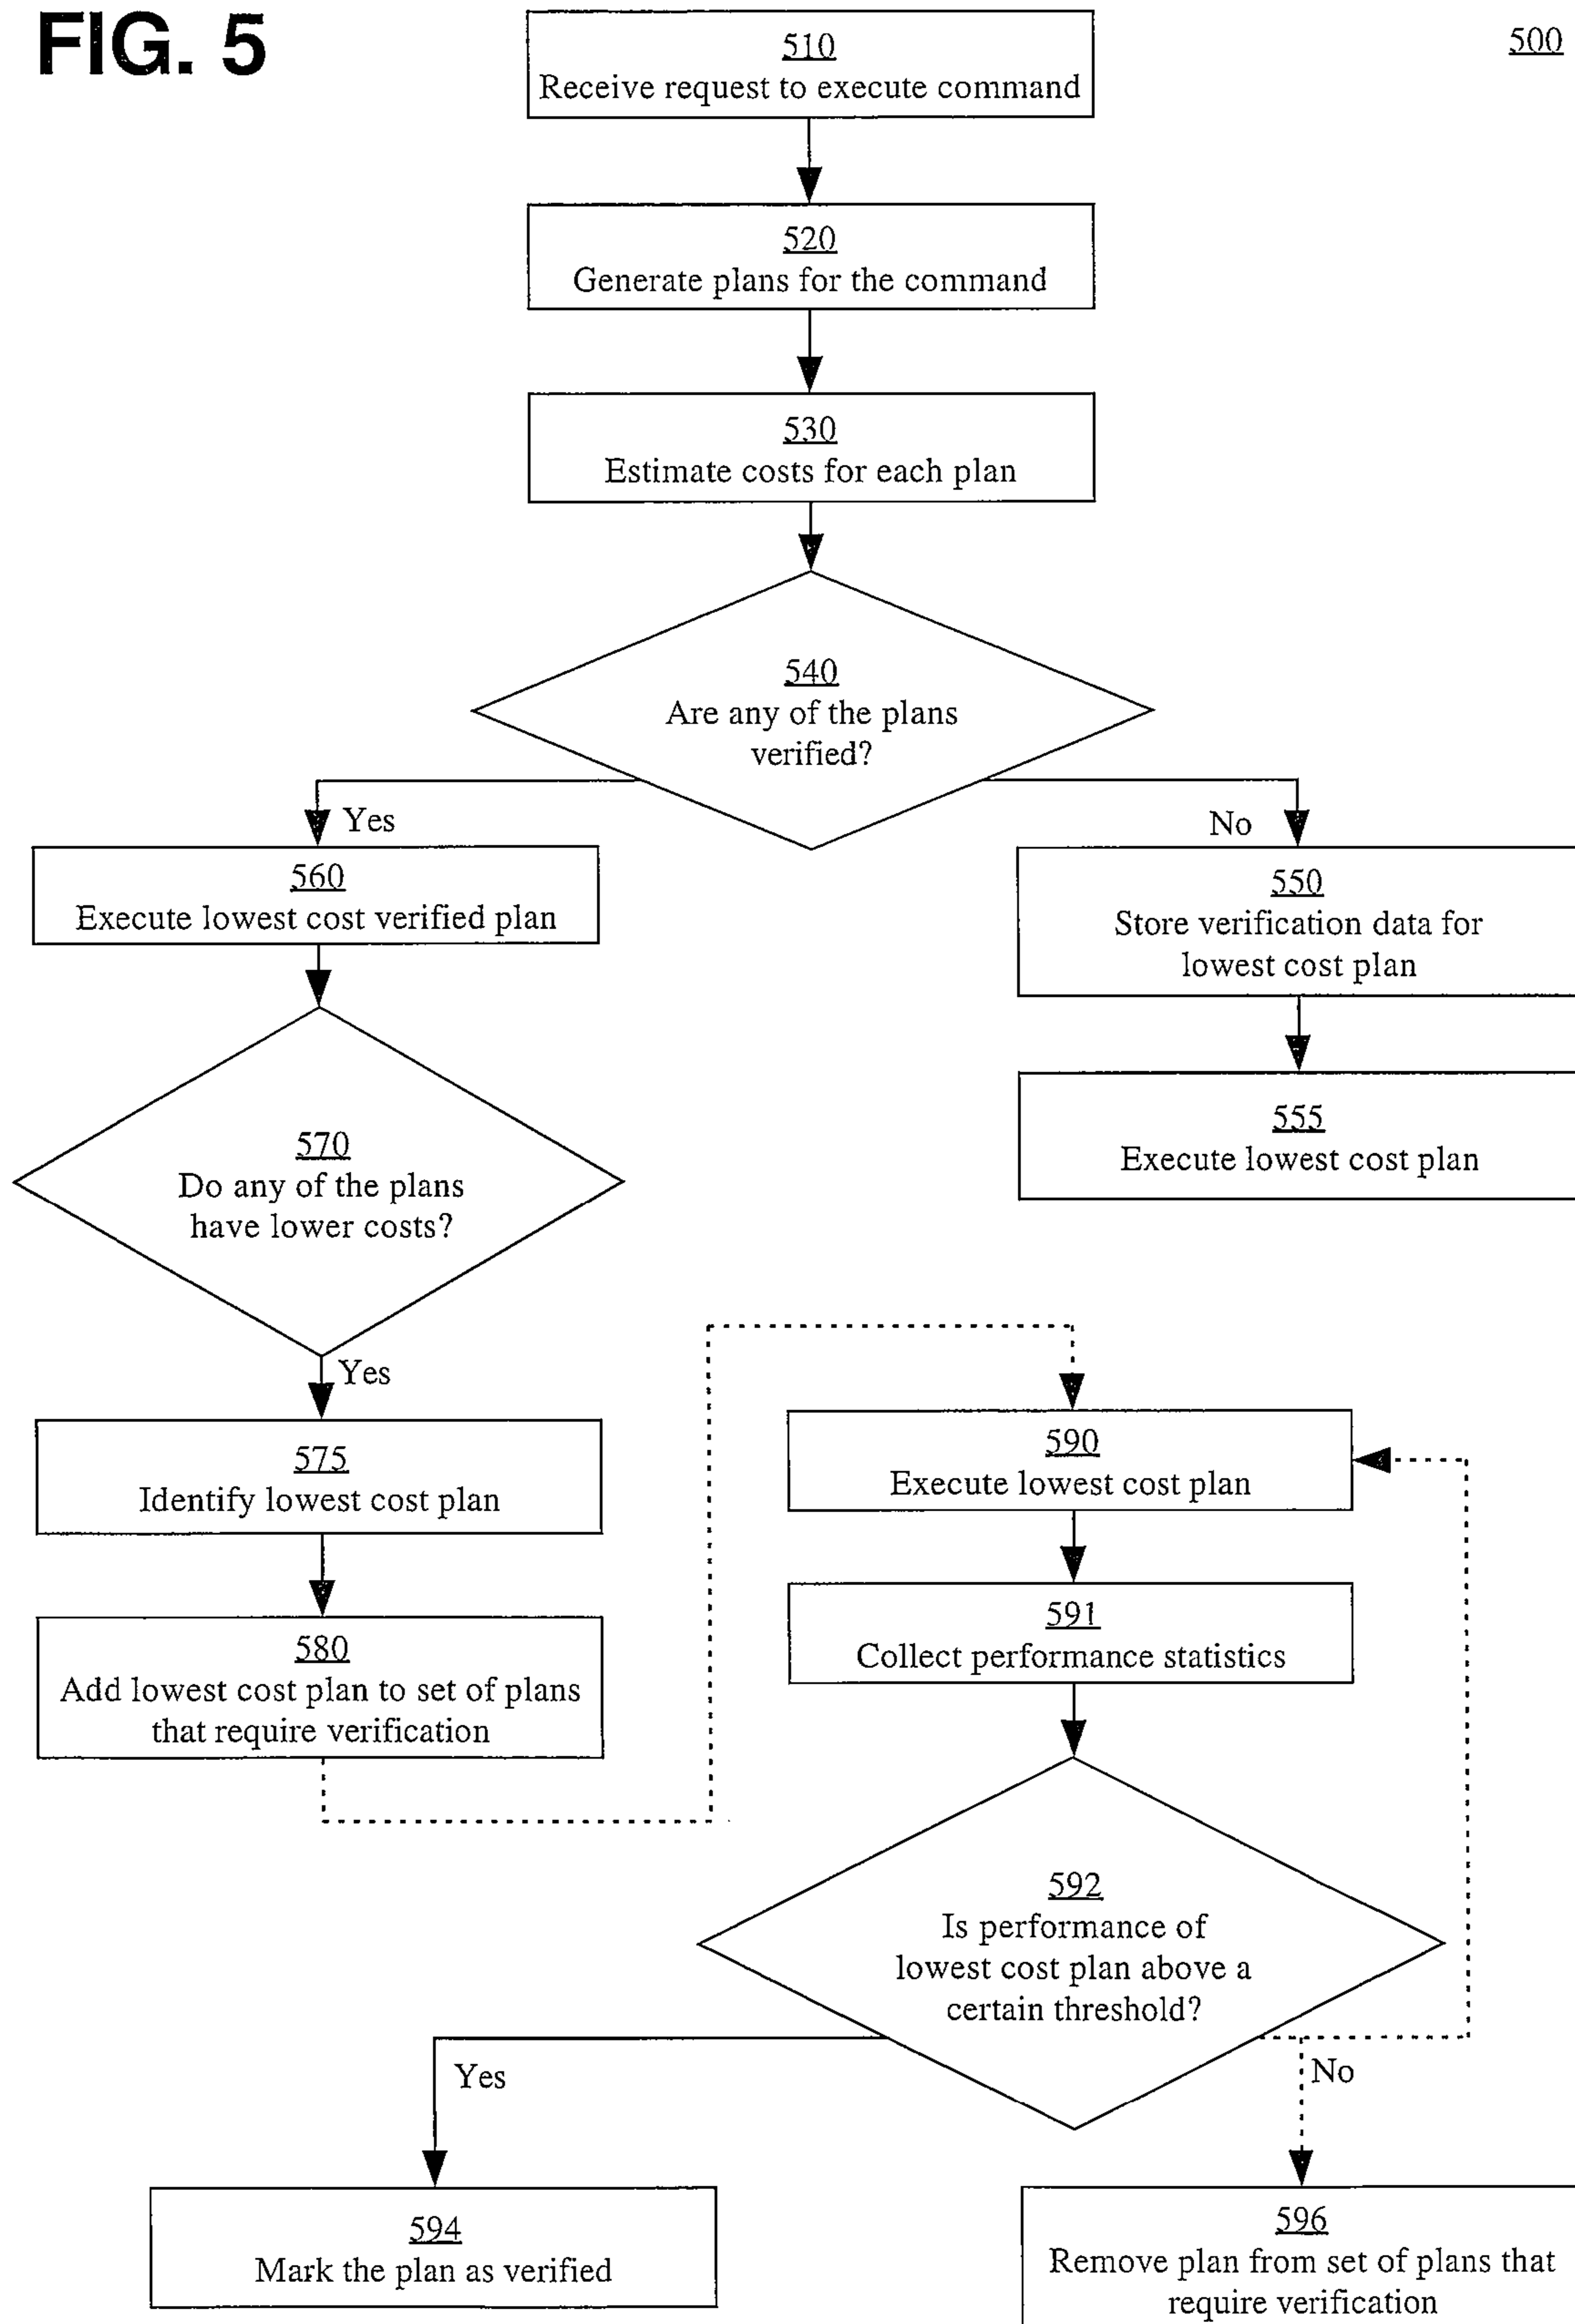 FIG. 5
500
510
Receive request to execute command
520
Generate plans for the command
530
Estimate costs for each plan
540
Are any of the plans
verified?
Yes
No
560
Execute lowest cost verified plan
550
Store verification data for
lowest cost plan
555
Execute lowest cost plan
570
Do any of the plans
have lower costs?
Yes
575
Identify lowest cost plan
580
Add lowest cost plan to set of plans
that require verification
590
Execute lowest cost plan
591
Collect performance statistics
592
Is performance of
lowest cost plan above a
certain threshold?
Yes
No
594
Mark the plan as verified
596
Remove plan from set of plans that
require verification